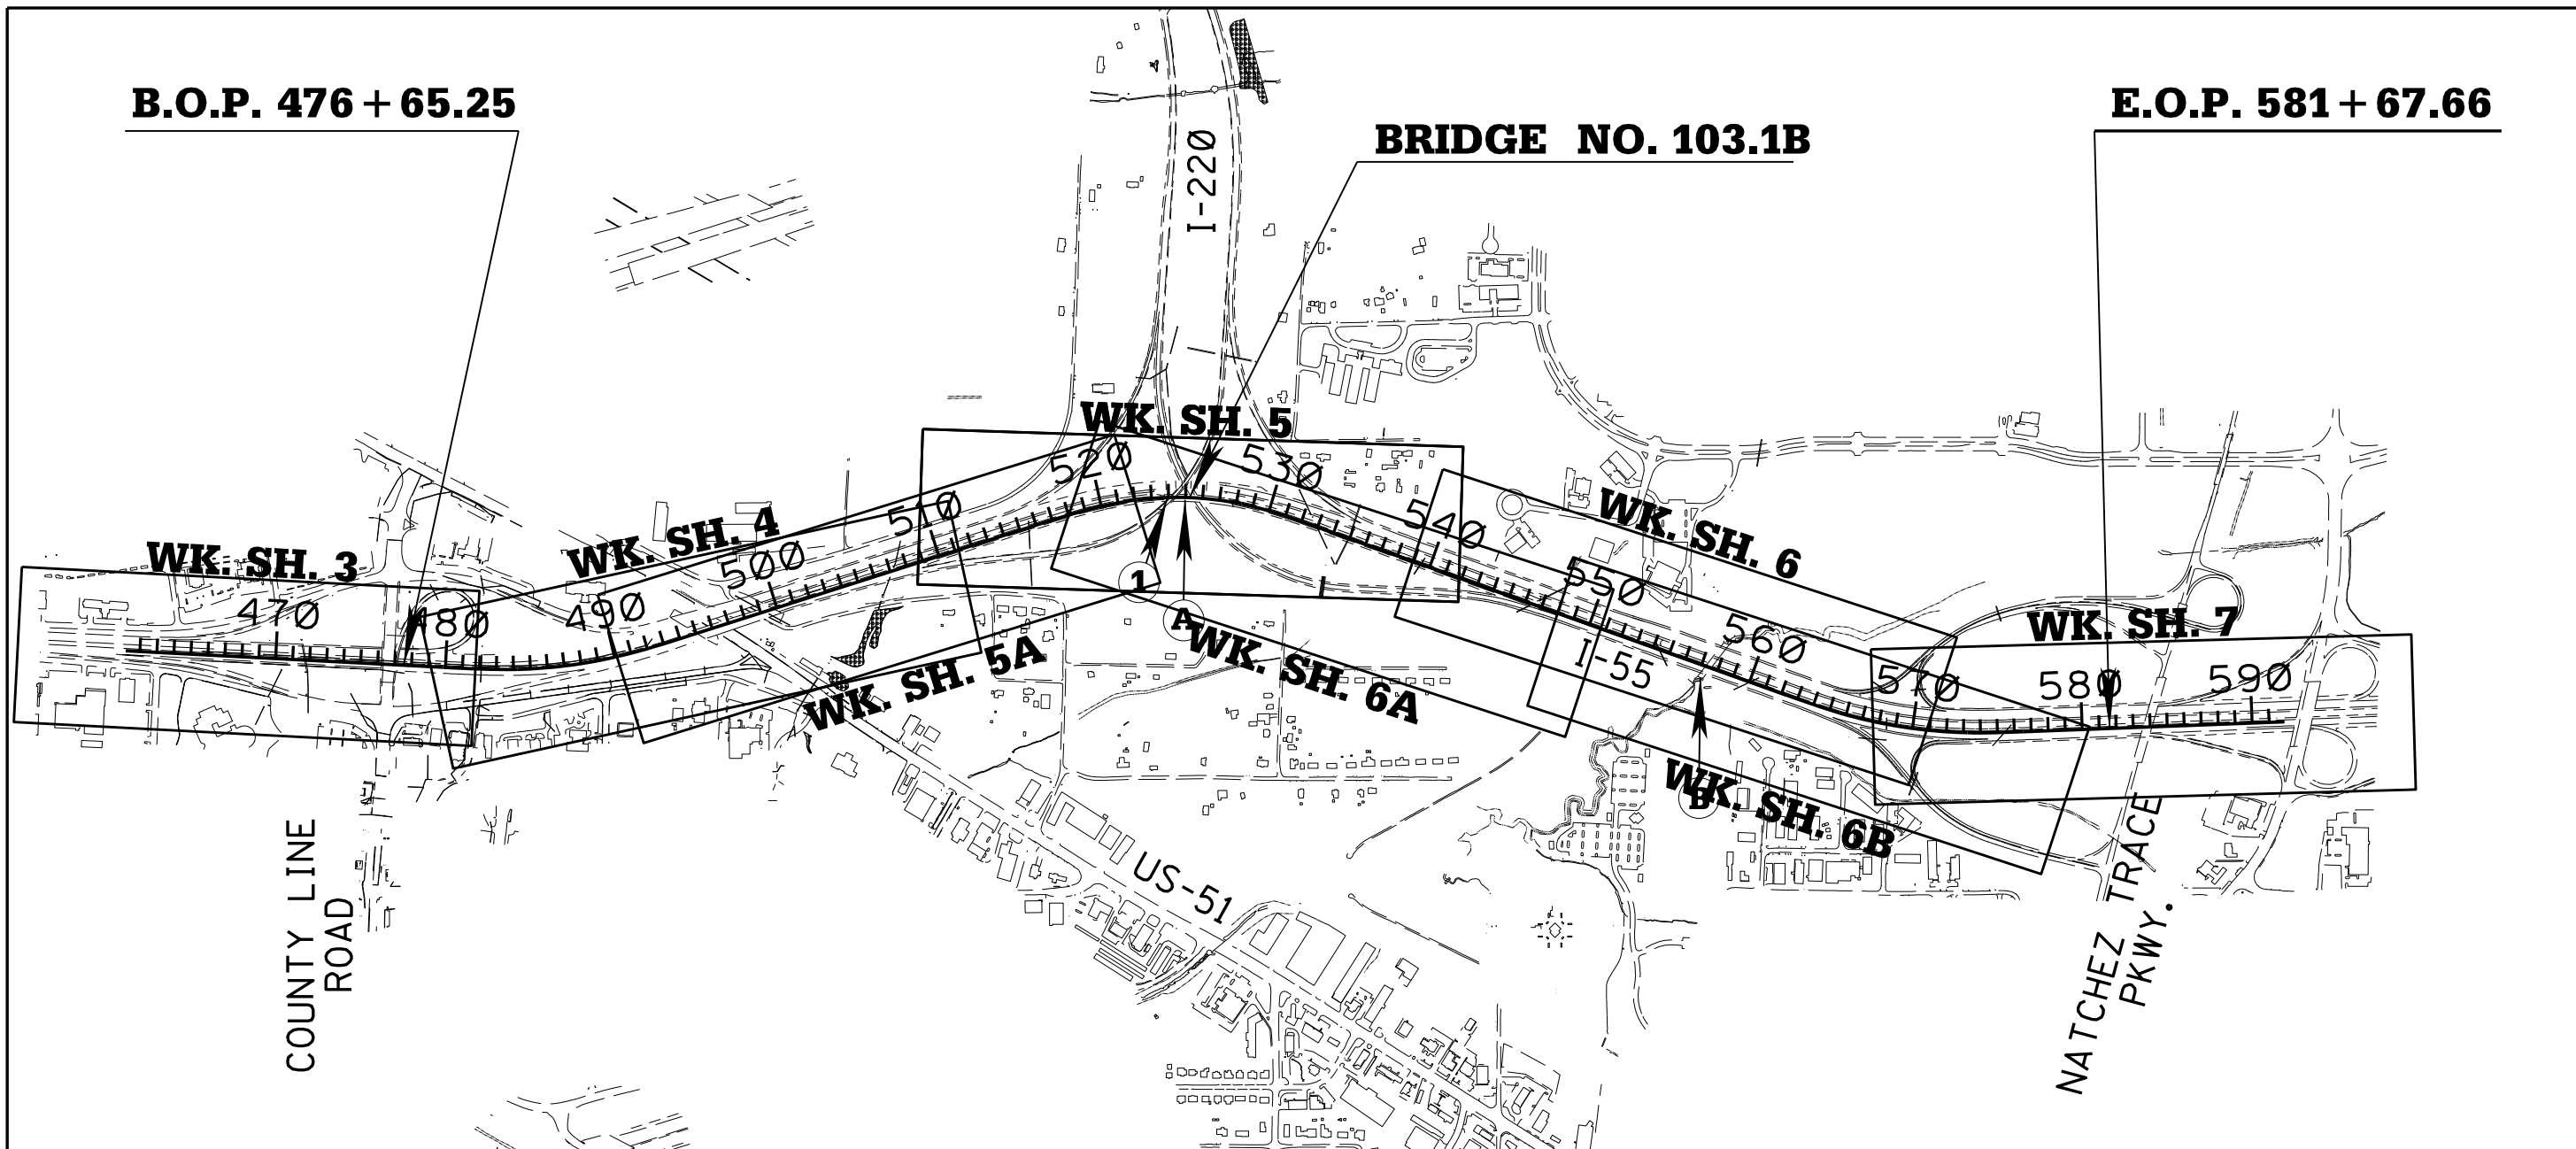 B.O.P. 476+65.25
E.O.P. 581+67.66
BRIDGE NO. 103.1B
I-220
WK. SH. 5
520
530
WK. SH. 4
510
540
WK. SH. 6
WK. SH. 3
500
550
470
480
490
1
A
560
WK. SH. 7
I-55
WK. SH. 5A
WK. SH. 6A
570
580
590
B
WK. SH. 6B
US-51
COUNTY LINE
ROAD
NATCHEZ TRACE
PKWY.